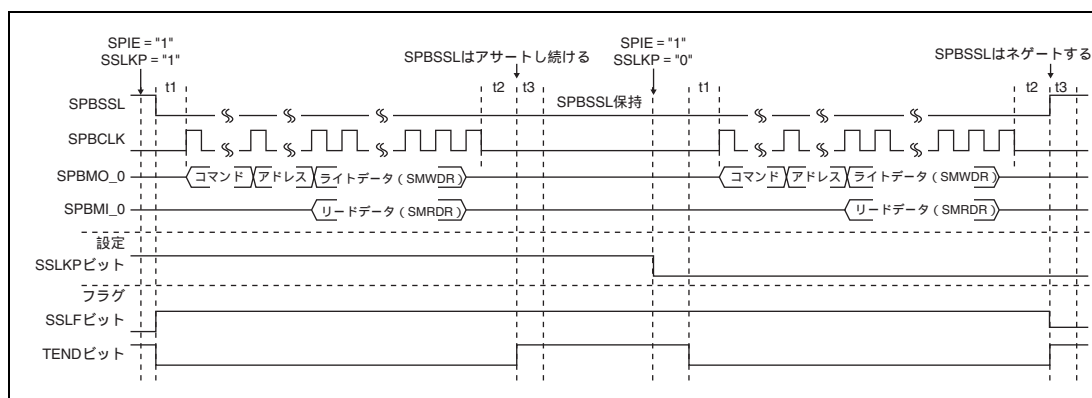 SPIE = "1"
SSLKP = "1"
SPBSSLはアサートし続ける
SPIE = "1"
SSLKP = "0"
SPBSSLはネゲートする
t1
t2
t3
t1
t2
t3
SPBSSL
SPBSSL保持
SPBCLK
SPBMO_0
コマンド
アドレス
ライトデータ(SMWDR)
コマンド
アドレス
ライトデータ(SMWDR)
SPBMI_0
リードデータ(SMRDR)
リードデータ(SMRDR)
設定
SSLKPビット
フラグ
SSLFビット
TENDビット